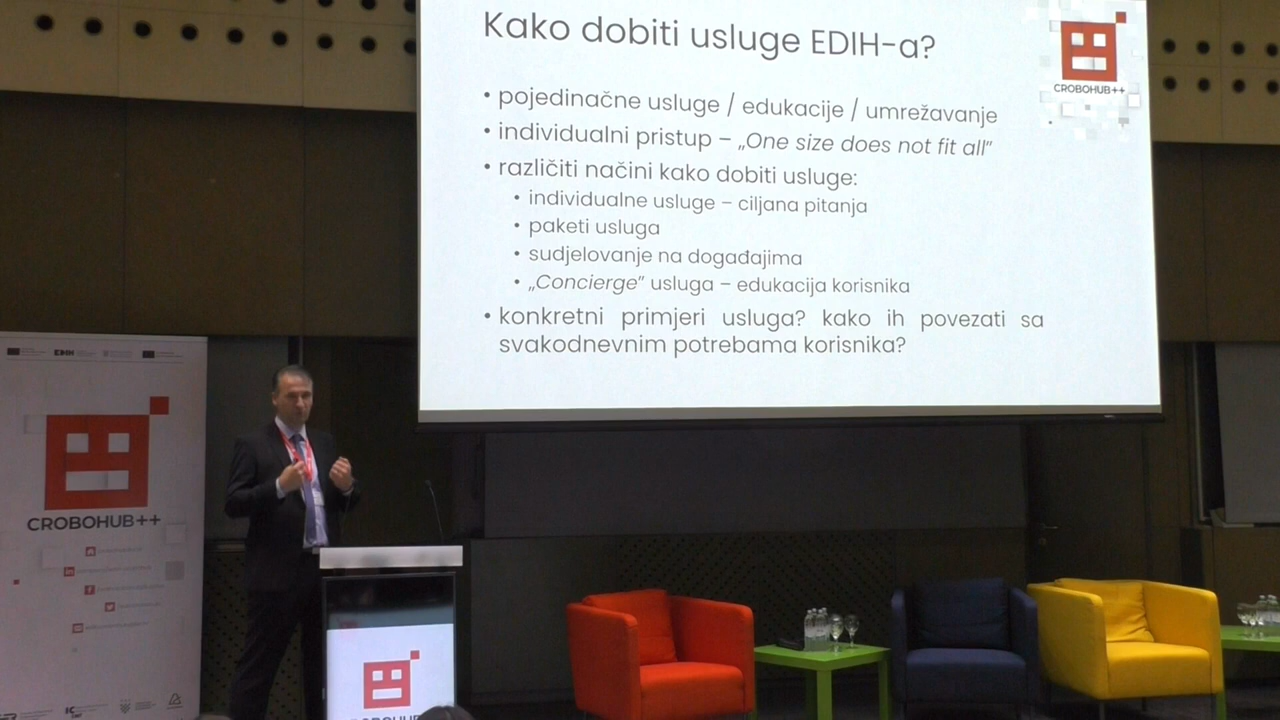 Kako dobiti usluge EDIH-a?
• pojedinačne usluge / edukacije / umrežavanje
• individualni pristup – „One size does not fit all"
• različiti načini kako dobiti usluge:
• individualne usluge – ciljana pitanja
• paketi usluga
• sudjelovanje na događajima
• „Concierge" usluga – edukacija korisnika
• konkretni primjeri usluga? kako ih povezati sa
svakodnevnim potrebama korisnika?
CROBOHUB++
EDIH
CROBOHUB++